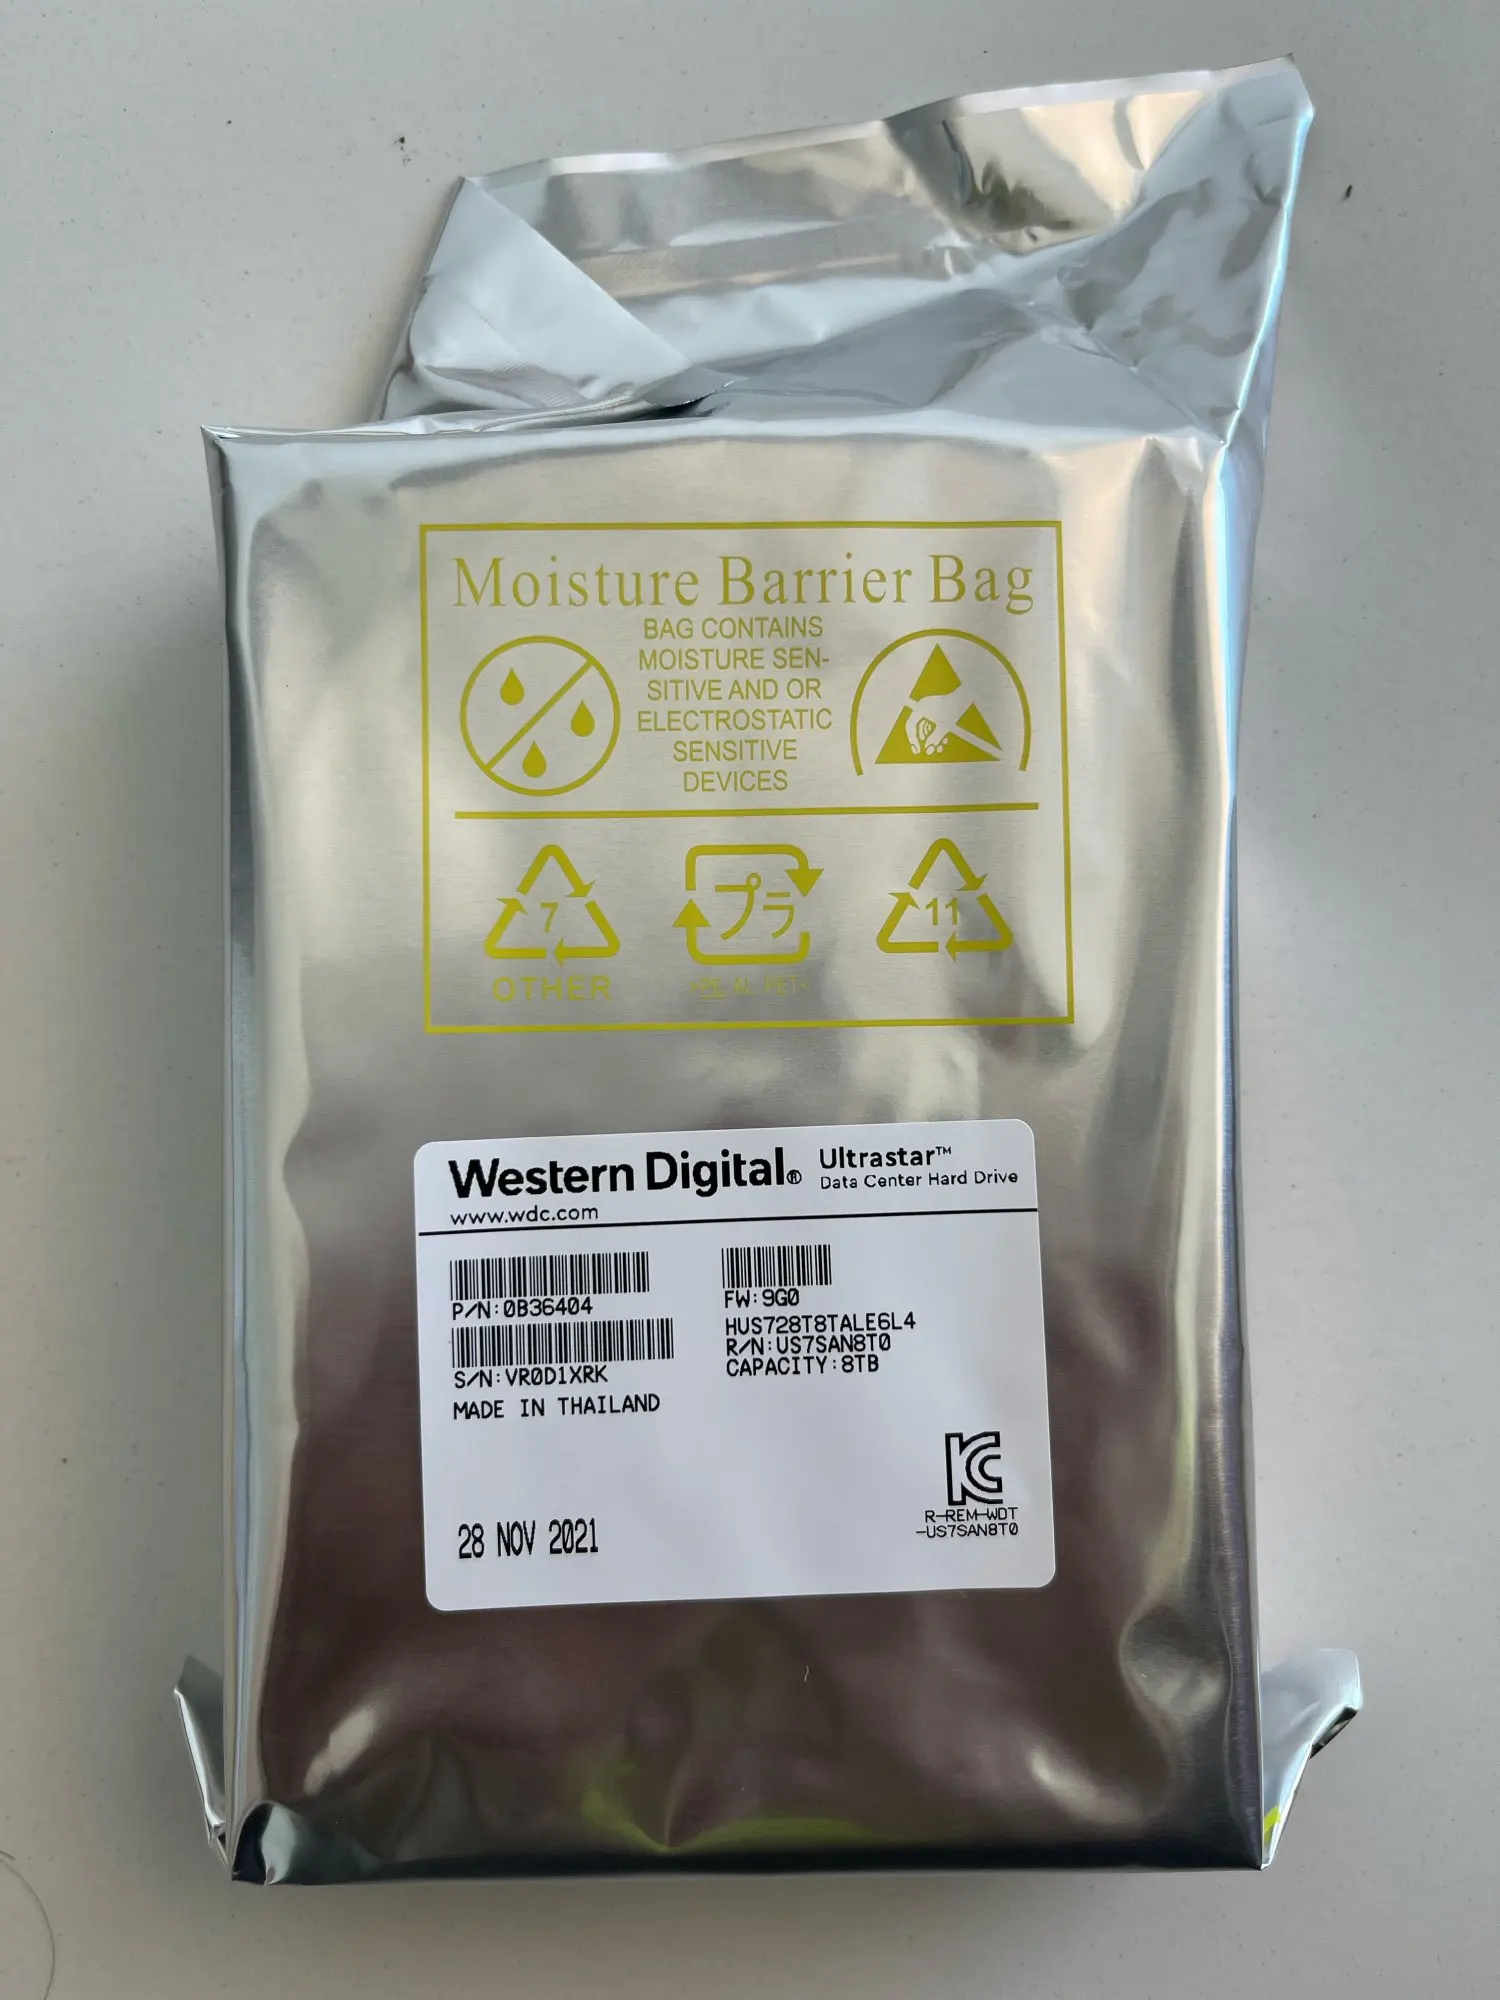 Moisture Barrier Bag
BAG CONTAINS
MOISTURE SEN-
SITIVE AND OR
ELECTROSTATIC
SENSITIVE
DEVICES
7
プラ
11
OTHER
Western Digital®
Ultrastar™
Data Center Hard Drive
www.wdc.com
P/N:0B36404
S/N:VR0D1XRK
MADE IN THAILAND
28 NOV 2021
FW:9G0
HUS728T8TALE6L4
R/N:US7SAN8T0
CAPACITY:8TB
R-REM-WDT
-US7SAN8T0